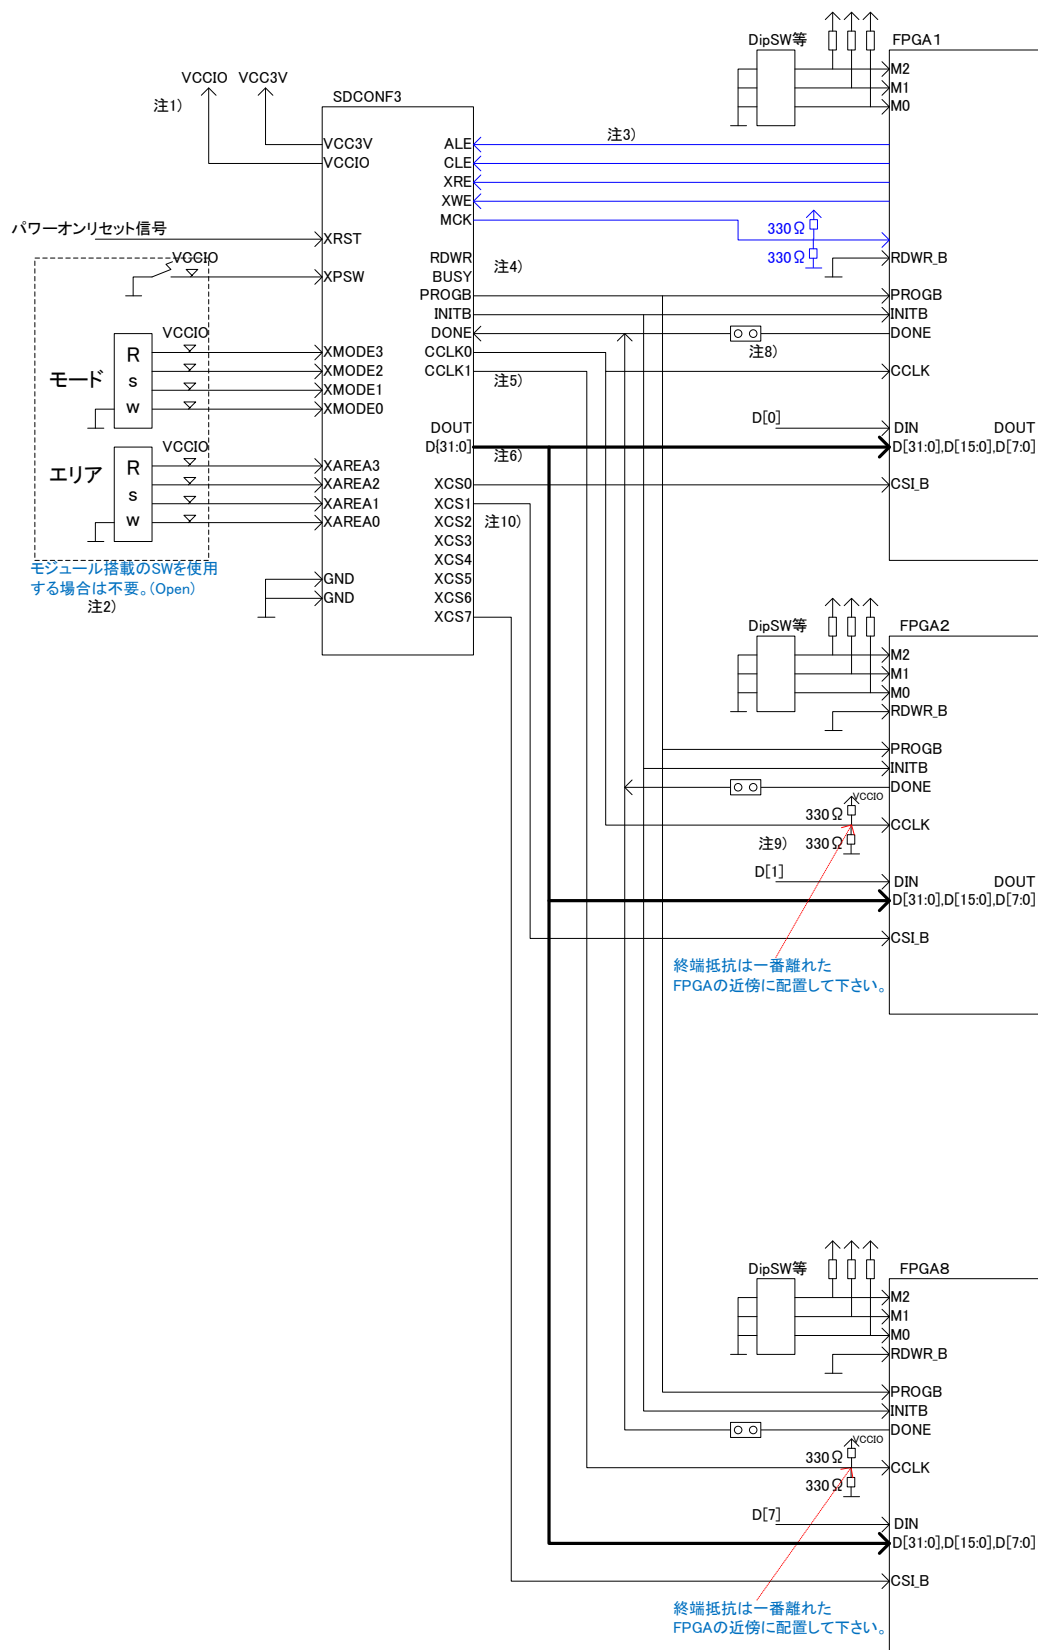 DipSW等
FPGA1
M2
M1
M0
VCCIO
VCC3V
注1)
SDCONF3
VCC3V
VCCIO
ALE
CLE
XRE
XWE
MCK
注3)
330Ω
330Ω
パワーオンリセット信号
XRST
RDWR
BUSY
注4)
RDWR_B
VCCIO
XPSW
PROGB
INITB
DONE
CCLK0
CCLK1
注5)
注8)
PROGB
INITB
DONE
CCLK
VCCIO
モード
R
s
w
XMODE3
XMODE2
XMODE1
XMODE0
DOUT
D[31:0]
注6)
D[0]
DIN
DOUT
D[31:0],D[15:0],D[7:0]
CSI_B
VCCIO
エリア
R
s
w
XAREA3
XAREA2
XAREA1
XAREA0
XCS0
XCS1
XCS2
XCS3
XCS4
XCS5
XCS6
XCS7
注10)
モジュール搭載のSWを使用
する場合は不要。(Open)
注2)
GND
GND
DipSW等
FPGA2
M2
M1
M0
RDWR_B
PROGB
INITB
DONE
VCCIO
330Ω
CCLK
注9)
330Ω
D[1]
DIN
DOUT
D[31:0],D[15:0],D[7:0]
CSI_B
終端抵抗は一番離れた
FPGAの近傍に配置して下さい。
DipSW等
FPGA8
M2
M1
M0
RDWR_B
PROGB
INITB
DONE
VCCIO
330Ω
CCLK
330Ω
D[7]
DIN
D[31:0],D[15:0],D[7:0]
CSI_B
終端抵抗は一番離れた
FPGAの近傍に配置して下さい。